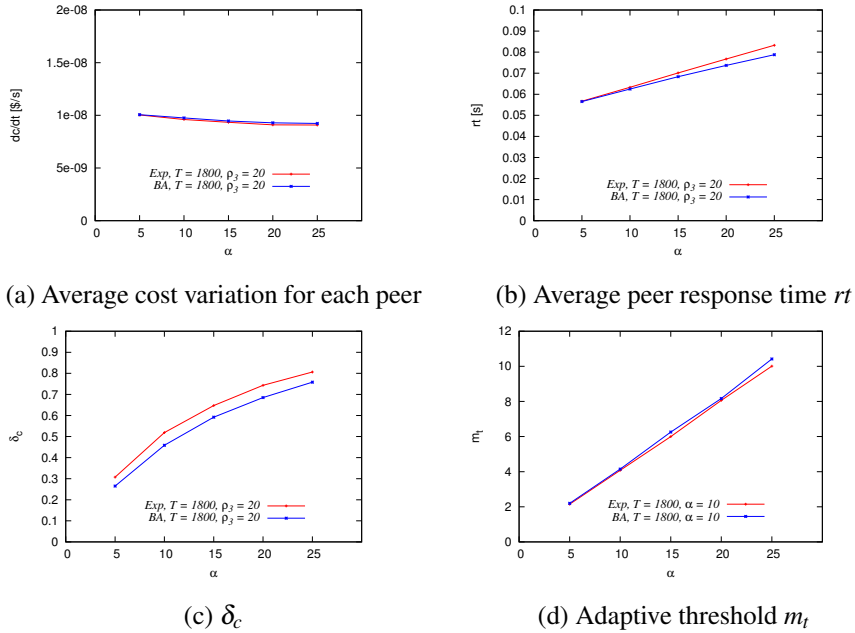 2e-08
1.5e-08
1e-08
5e-09
0
0 5 10 15 20 25
dc/dt [$/s]
α
Exp, T = 1800, ρ3 = 20
BA, T = 1800, ρ3 = 20
(a) Average cost variation for each peer
0.1
0.09
0.08
0.07
0.06
0.05
0.04
0.03
0.02
0.01
0
0 5 10 15 20 25
rt [s]
α
Exp, T = 1800, ρ3 = 20
BA, T = 1800, ρ3 = 20
(b) Average peer response time rt
1
0.9
0.8
0.7
0.6
0.5
0.4
0.3
0.2
0.1
0
0 5 10 15 20 25
δc
α
Exp, T = 1800, ρ3 = 20
BA, T = 1800, ρ3 = 20
(c) δc
12
10
8
6
4
2
0
0 5 10 15 20 25
mt
α
Exp, T = 1800, α = 10
BA, T = 1800, α = 10
(d) Adaptive threshold mt